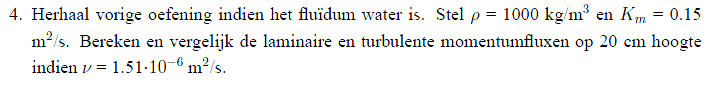 4. Herhaal vorige oefening indien het fluïdum water is. Stel ρ = 1000 kg/m³ en Kₘ = 0.15
m²/s. Bereken en vergelijk de laminaire en turbulente momentumfluxen op 20 cm hoogte
indien ν = 1.51·10⁻⁶ m²/s.